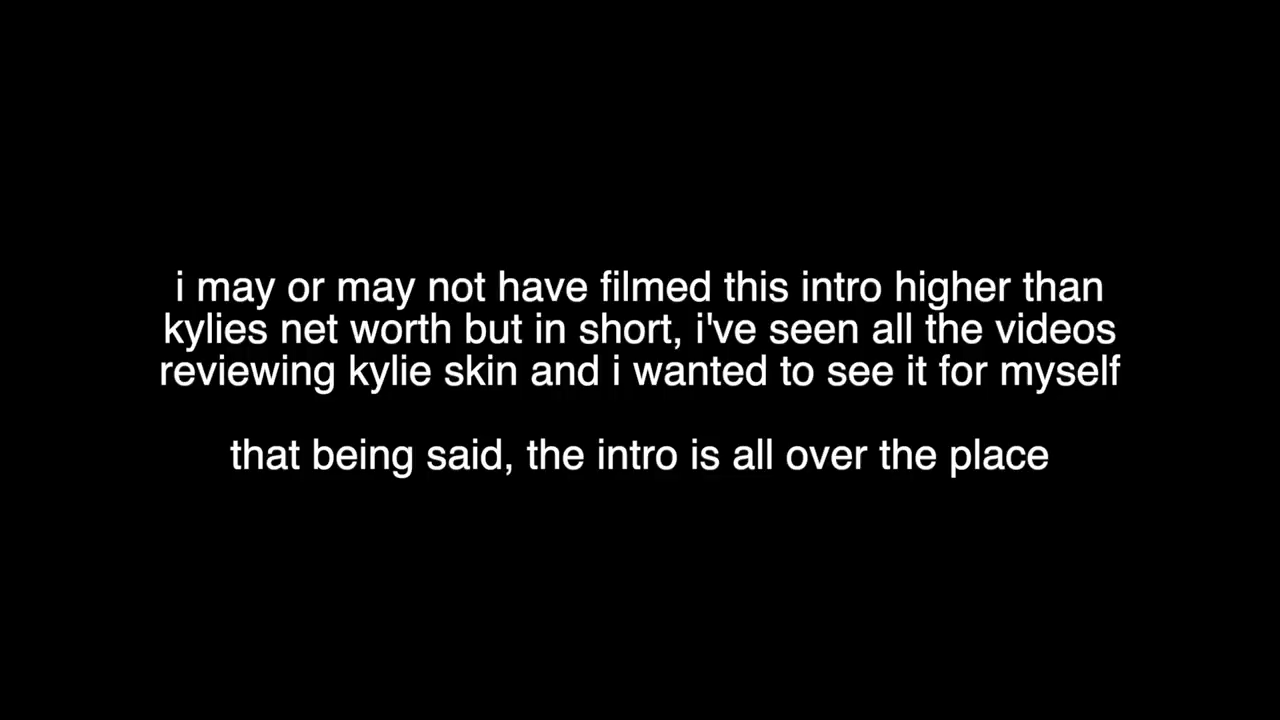 i may or may not have filmed this intro higher than
kylies net worth but in short, i've seen all the videos
reviewing kylie skin and i wanted to see it for myself
that being said, the intro is all over the place